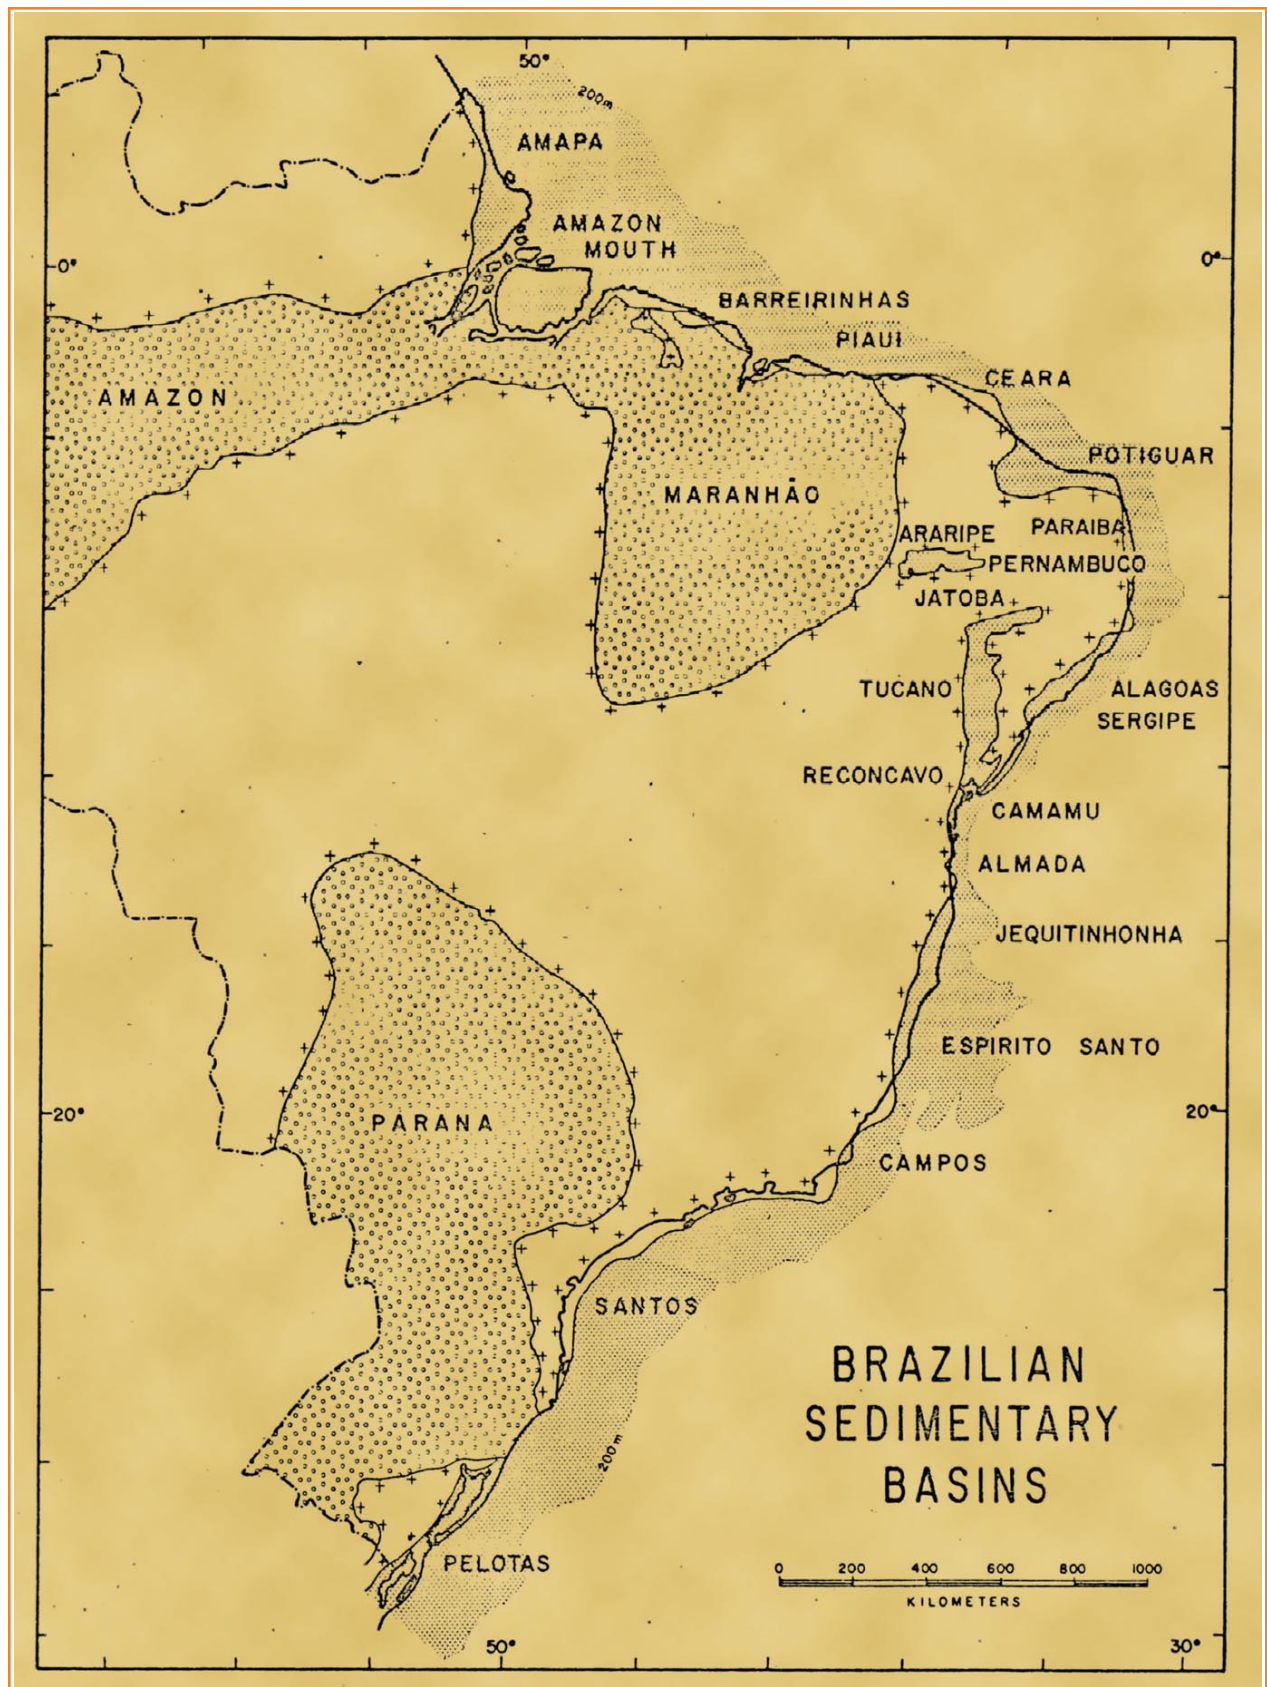 50°
200m
AMAPA
AMAZON
MOUTH
0°
0°
BARREIRINHAS
PIAUI
CEARA
AMAZON
POTIGUAR
MARANHÃO
ARARIPE
PARAIBA
PERNAMBUCO
JATOBA
TUCANO
ALAGOAS
SERGIPE
RECONCAVO
CAMAMU
ALMADA
JEQUITINHONHA
ESPIRITO SANTO
20°
20°
PARANA
CAMPOS
SANTOS
BRAZILIAN
SEDIMENTARY
BASINS
200m
PELOTAS
0 200 400 600 800 1000
KILOMETERS
50°
30°